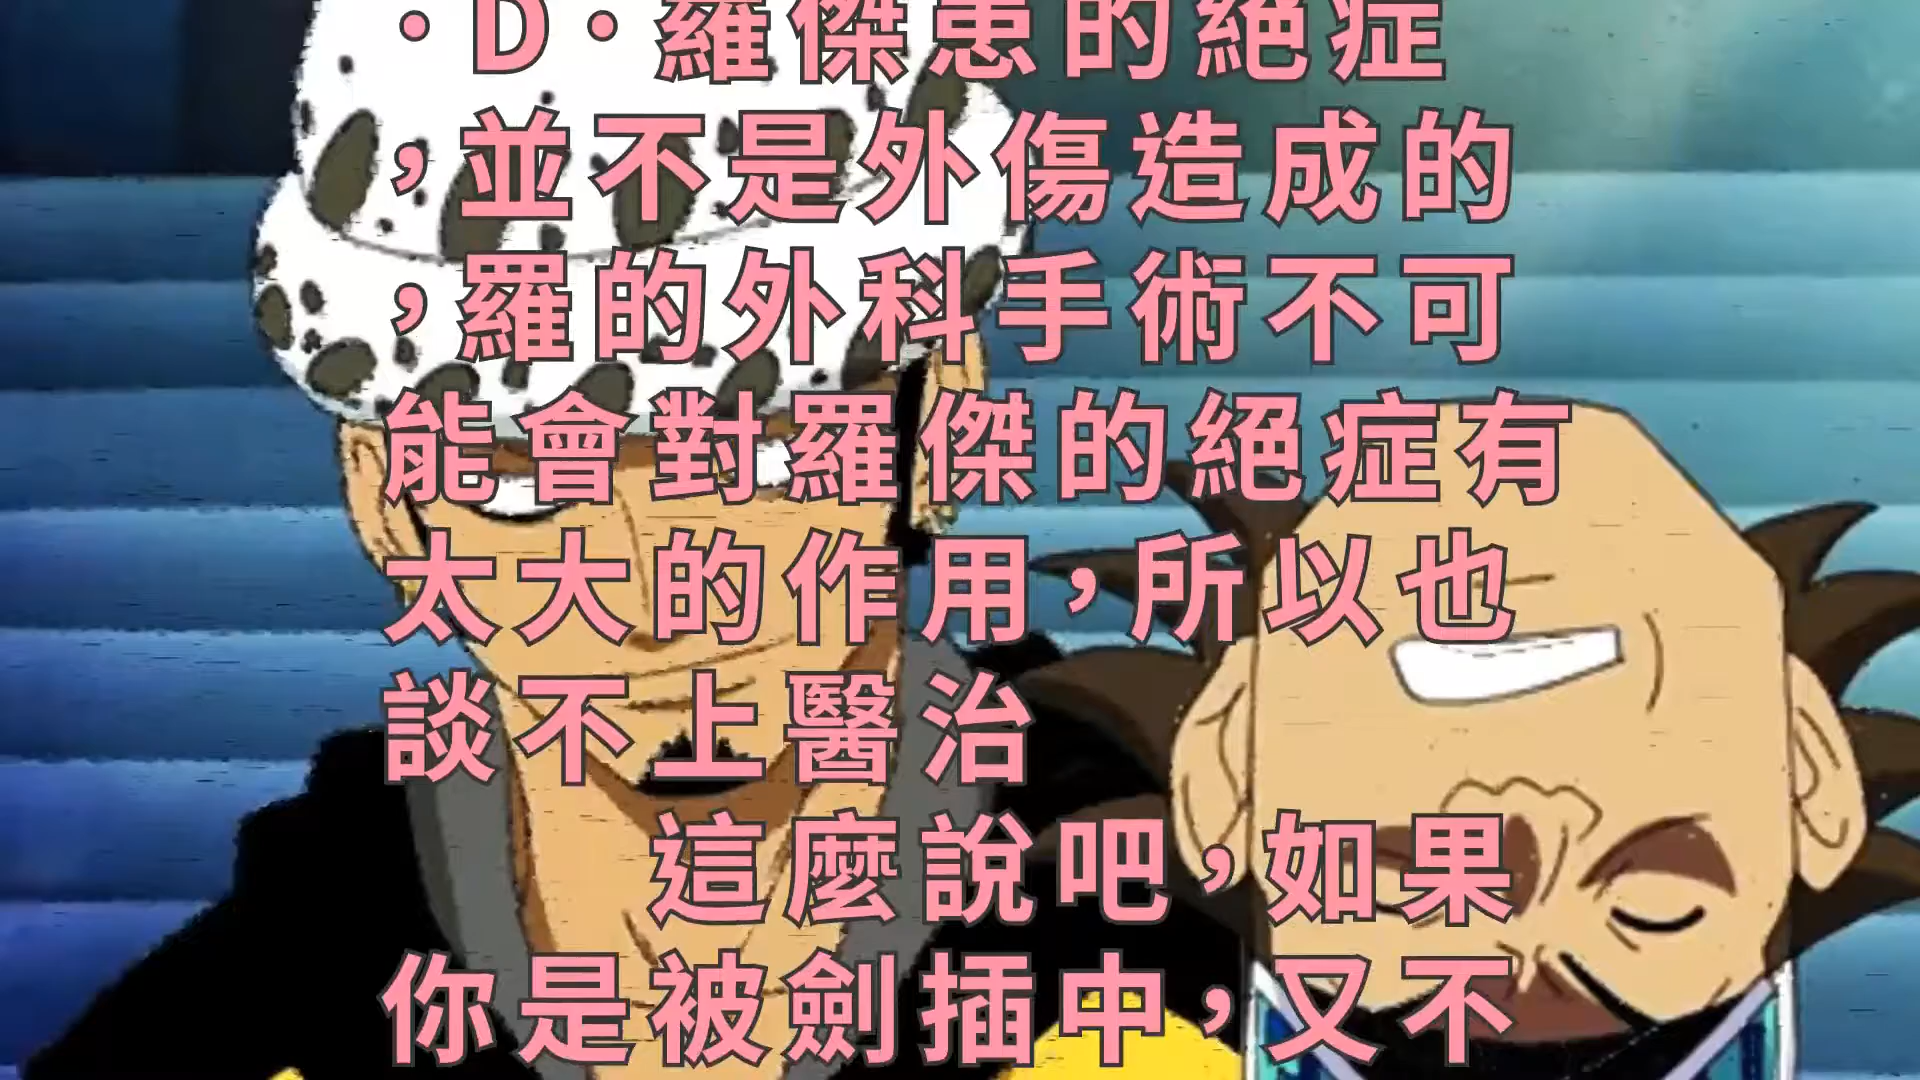 ·D·羅傑患的絕症
，並不是外傷造成的
，羅的外科手術不可
能會對羅傑的絕症有
太大的作用，所以也
談不上醫治
這麼說吧，如果
你是被劍插中，又不